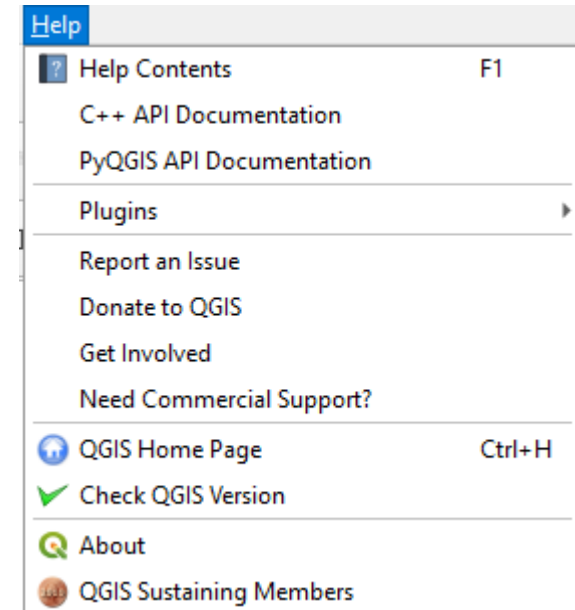 Help
Help Contents F1
C++ API Documentation
PyQGIS API Documentation
Plugins
Report an Issue
Donate to QGIS
Get Involved
Need Commercial Support?
QGIS Home Page Ctrl+H
Check QGIS Version
About
QGIS Sustaining Members